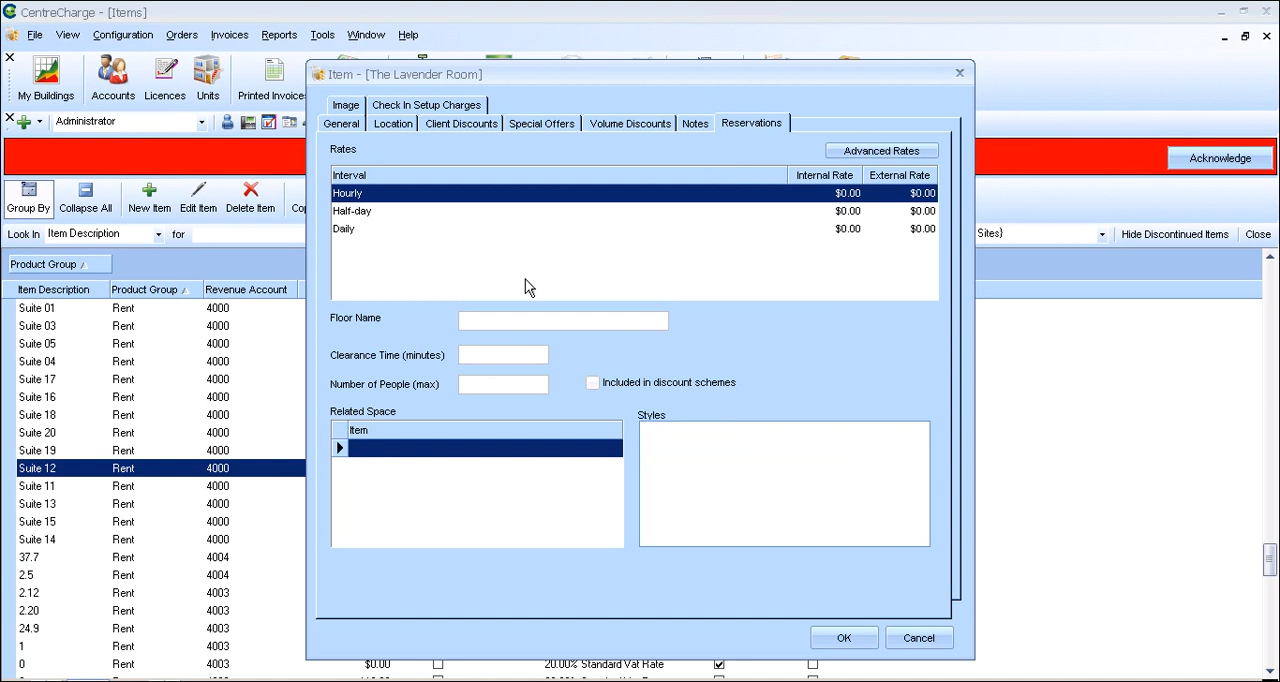 CentreCharge - [Items]
File View Configuration Orders Invoices Reports Tools Window Help
My Buildings Accounts Licences Units Printed Invoice
Administrator
Acknowledge
Group By Collapse All New Item Edit Item Delete Item Co
Look In Item Description for Sites} Hide Discontinued Items Close
Product Group
Item Description Product Group Revenue Account
Suite 01 Rent 4000
Suite 03 Rent 4000
Suite 05 Rent 4000
Suite 04 Rent 4000
Suite 17 Rent 4000
Suite 16 Rent 4000
Suite 18 Rent 4000
Suite 20 Rent 4000
Suite 19 Rent 4000
Suite 12 Rent 4000
Suite 11 Rent 4000
Suite 13 Rent 4000
Suite 15 Rent 4000
Suite 14 Rent 4000
37.7 Rent 4004
2.5 Rent 4004
2.12 Rent 4003
2.20 Rent 4003
24.9 Rent 4003
1 Rent 4003
0 Rent 4003 $0.00 20.00% Standard Vat Rate
Item - [The Lavender Room]
Image Check In Setup Charges
General Location Client Discounts Special Offers Volume Discounts Notes Reservations
Rates Advanced Rates
Interval Internal Rate External Rate
Hourly $0.00 $0.00
Half-day $0.00 $0.00
Daily $0.00 $0.00
Floor Name
Clearance Time (minutes)
Number of People (max) Included in discount schemes
Related Space Styles
Item
OK Cancel